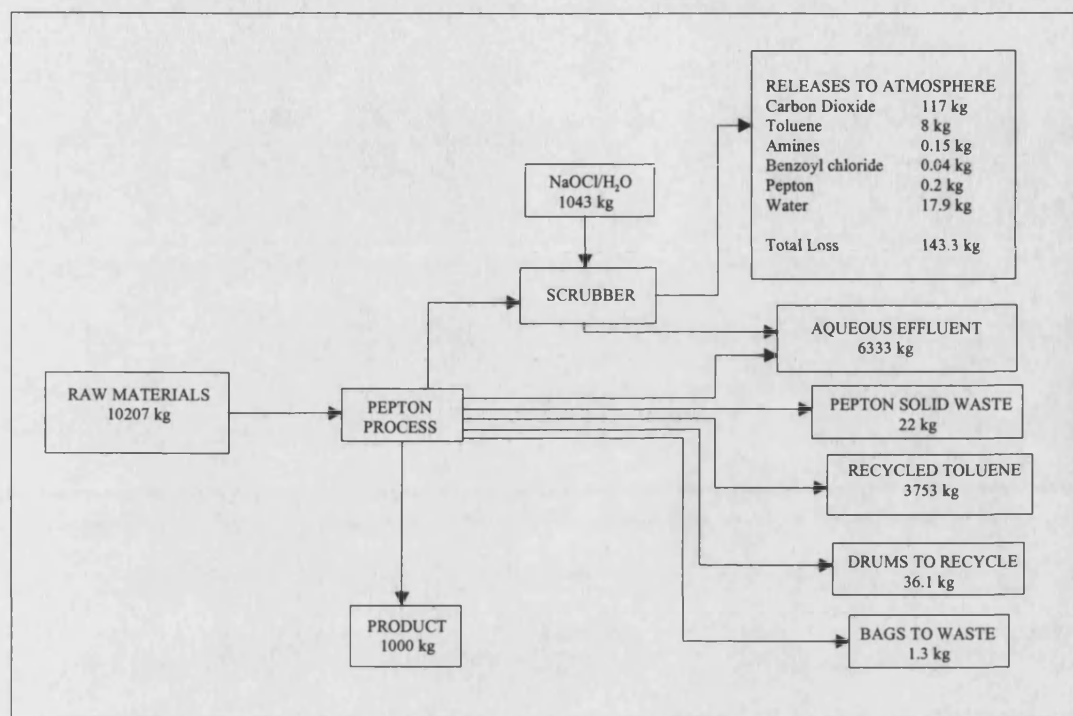 RELEASES TO ATMOSPHERE
Carbon Dioxide 117 kg
Toluene 8 kg
Amines 0.15 kg
Benzoyl chloride 0.04 kg
Pepton 0.2 kg
Water 17.9 kg
Total Loss 143.3 kg
NaOCl/H₂O
1043 kg
SCRUBBER
AQUEOUS EFFLUENT
6333 kg
RAW MATERIALS
10207 kg
PEPTON
PROCESS
PEPTON SOLID WASTE
22 kg
RECYCLED TOLUENE
3753 kg
DRUMS TO RECYCLE
36.1 kg
PRODUCT
1000 kg
BAGS TO WASTE
1.3 kg